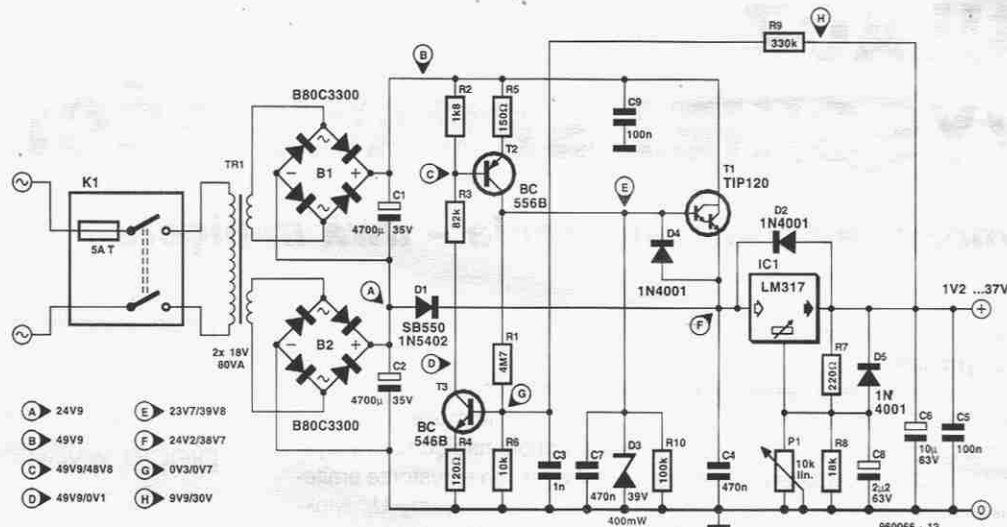 H
R9
330k
B
B80C3300
R2
1k8
R5
150Ω
C9
100n
T2
T1
TIP120
TR1
B1
C1
4700µ 35V
C
R3
82k
BC
556B
E
D2
1N4001
K1
5A T
D4
1N4001
IC1
LM317
1V2 ...37V
A
D1
SB550
1N5402
F
+
B2
C2
4700µ 35V
D
R1
4M7
R7
220Ω
D5
1N
4001
2x 18V
80VA
T3
G
A 24V9
E 23V7/39V8
B80C3300
BC
546B
R4
120Ω
R6
10k
C3
1n
C7
470n
D3
39V
R10
100k
C4
470n
P1
10k
lin.
R8
18k
C8
2µ2
63V
C6
10µ
63V
C5
100n
B 49V9
F 24V2/38V7
C 49V9/48V8
G 0V3/0V7
D 49V9/0V1
H 9V9/30V
400mW
0